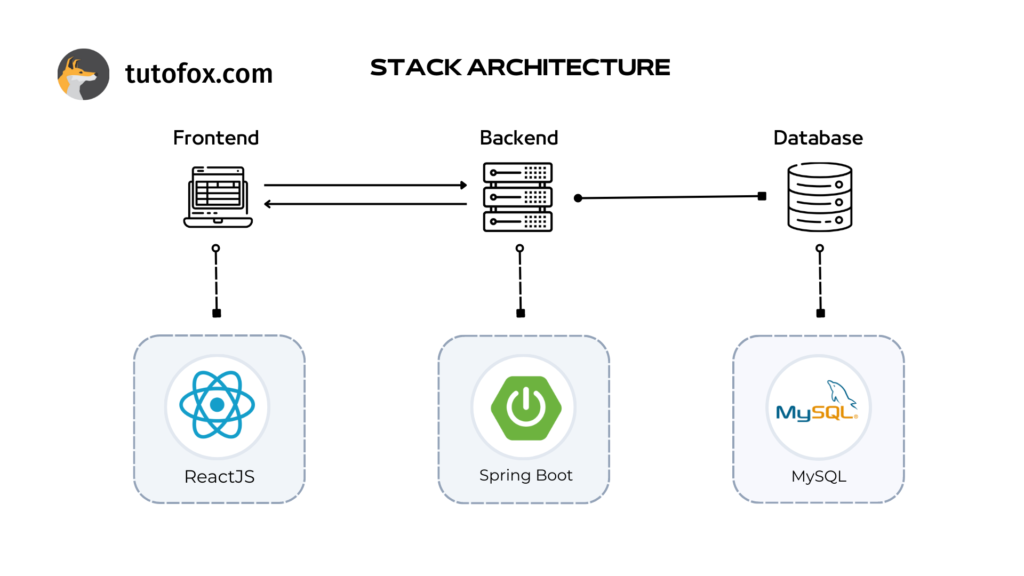 tutofox.com
STACK ARCHITECTURE
Frontend
Backend
Database
MySQL
ReactJS
Spring Boot
MySQL